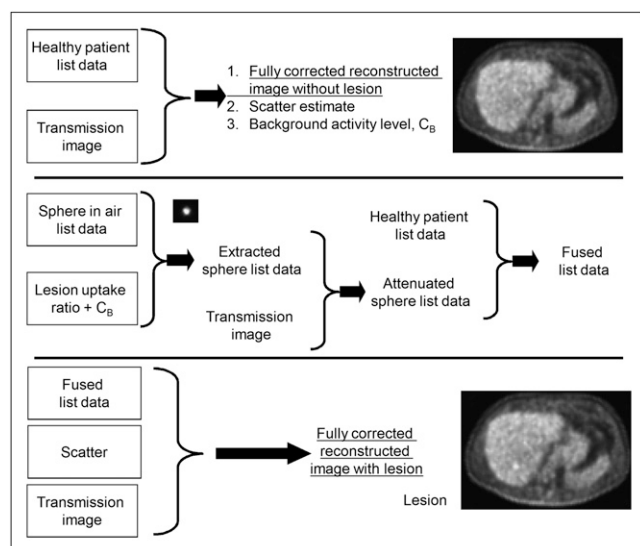 Healthy patient
list data
Transmission
image
1. Fully corrected reconstructed
image without lesion
2. Scatter estimate
3. Background activity level, CB
Sphere in air
list data
Lesion uptake
ratio + CB
Extracted
sphere list data
Transmission
image
Healthy patient
list data
Attenuated
sphere list data
Fused
list data
Fused
list data
Scatter
Transmission
image
Fully corrected
reconstructed
image with lesion
Lesion